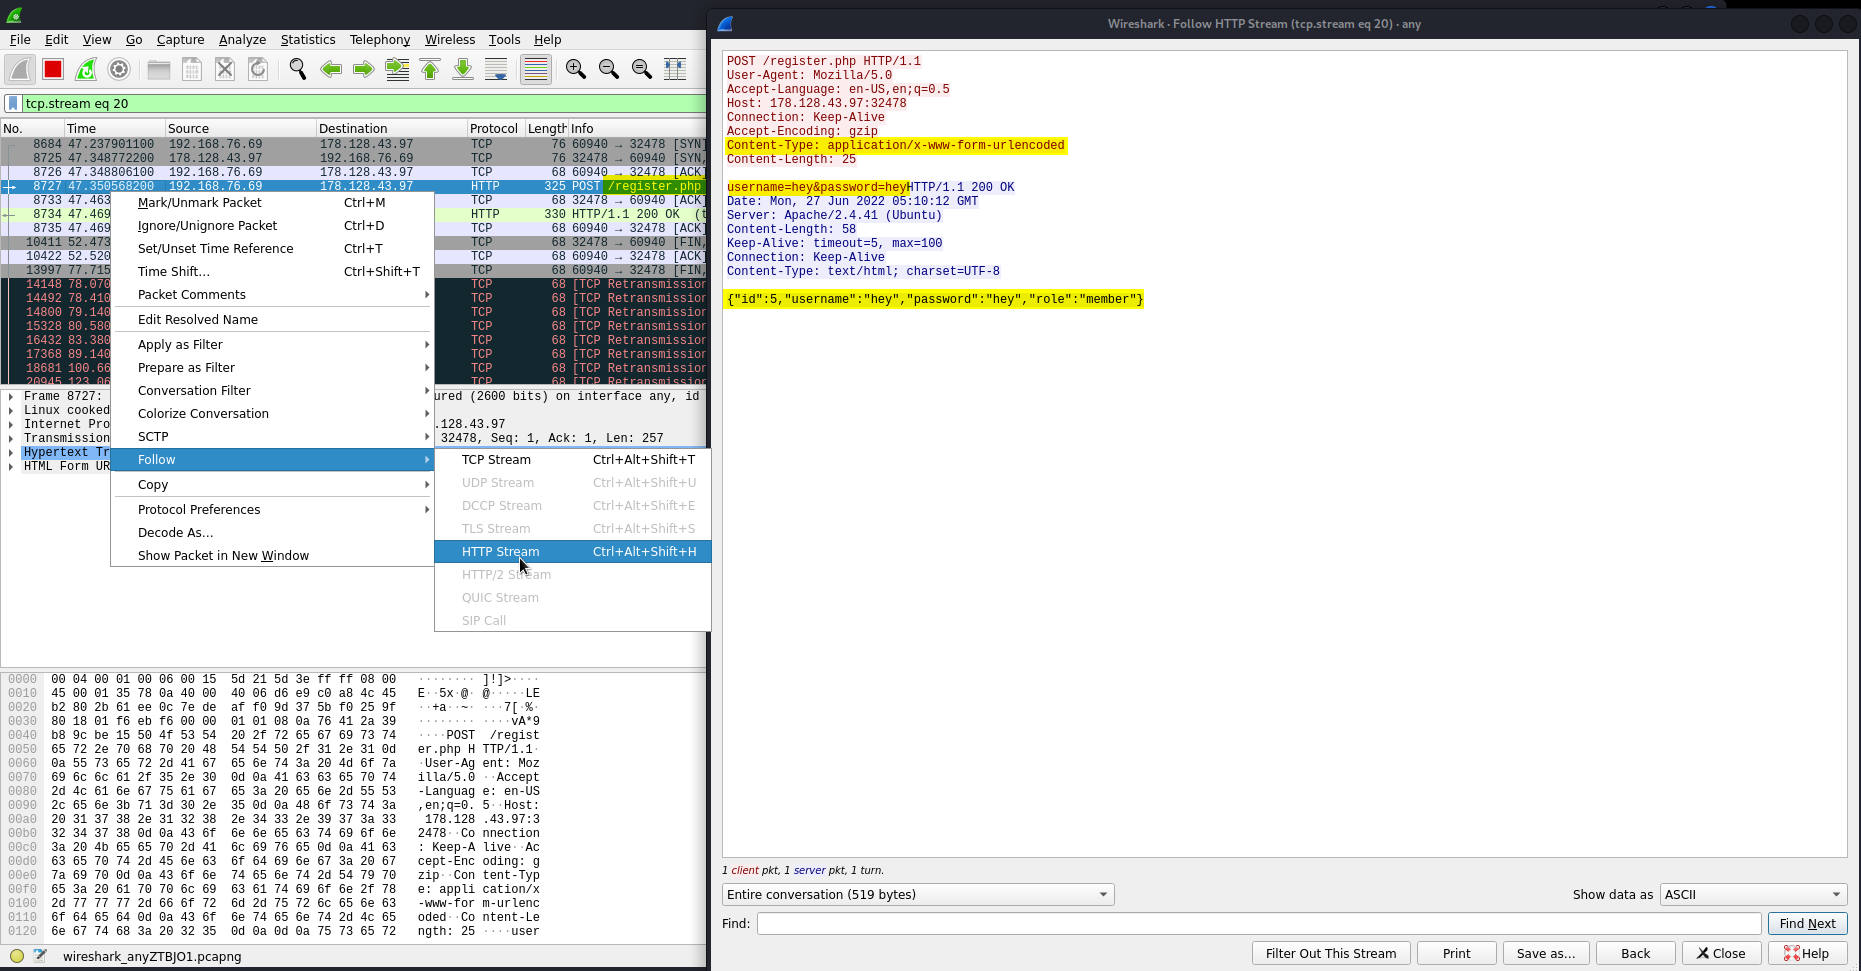 File Edit View Go Capture Analyze Statistics Telephony Wireless Tools Help
tcp.stream eq 20
No. Time Source Destination Protocol Length Info
8684 47.237901100 192.168.76.69 178.128.43.97 TCP 76 60940 → 32478 [SYN]
8725 47.348772200 178.128.43.97 192.168.76.69 TCP 76 32478 → 60940 [SYN,
8726 47.348806100 192.168.76.69 178.128.43.97 TCP 68 60940 → 32478 [ACK]
8727 47.350568200 192.168.76.69 178.128.43.97 HTTP 325 POST /register.php
8733 47.463 TCP 68 32478 → 60940 [ACK]
8734 47.469 HTTP 330 HTTP/1.1 200 OK (t
8735 47.469 TCP 68 60940 → 32478 [ACK]
10411 52.473 TCP 68 32478 → 60940 [FIN,
10422 52.520 TCP 68 60940 → 32478 [ACK]
13997 77.715 TCP 68 60940 → 32478 [FIN,
14148 78.070 TCP 68 [TCP Retransmission
14492 78.410 TCP 68 [TCP Retransmission
14800 79.140 TCP 68 [TCP Retransmission
15328 80.580 TCP 68 [TCP Retransmission
16432 83.380 TCP 68 [TCP Retransmission
17368 89.140 TCP 68 [TCP Retransmission
18681 100.66 TCP 68 [TCP Retransmission
20945 123.06 TCP 68 [TCP Retransmission
Mark/Unmark Packet Ctrl+M
Ignore/Unignore Packet Ctrl+D
Set/Unset Time Reference Ctrl+T
Time Shift... Ctrl+Shift+T
Packet Comments
Edit Resolved Name
Apply as Filter
Prepare as Filter
Conversation Filter
Colorize Conversation
SCTP
Follow
Copy
Protocol Preferences
Decode As...
Show Packet in New Window
TCP Stream Ctrl+Alt+Shift+T
UDP Stream Ctrl+Alt+Shift+U
DCCP Stream Ctrl+Alt+Shift+E
TLS Stream Ctrl+Alt+Shift+S
HTTP Stream Ctrl+Alt+Shift+H
HTTP/2 Stream
QUIC Stream
SIP Call
Frame 8727: ured (2600 bits) on interface any, id
Linux cooked
Internet Pro .128.43.97
Transmission 32478, Seq: 1, Ack: 1, Len: 257
Hypertext Tr
HTML Form UR
0000 00 04 00 01 00 06 00 15 5d 21 5d 3e ff ff 08 00 ········ ]!]>····
0010 45 00 01 35 78 0a 40 00 40 06 d6 e9 c0 a8 4c 45 E··5x·@· @·····LE
0020 b2 80 2b 61 ee 0c 7e de af f0 9d 37 5b f0 25 9f ··+a··~· ···7[·%·
0030 80 18 01 f6 eb f6 00 00 01 01 08 0a 76 41 2a 39 ········ ····vA*9
0040 b8 9c be 15 50 4f 53 54 20 2f 72 65 67 69 73 74 ····POST /regist
0050 65 72 2e 70 68 70 20 48 54 54 50 2f 31 2e 31 0d er.php H TTP/1.1·
0060 0a 55 73 65 72 2d 41 67 65 6e 74 3a 20 4d 6f 7a ·User-Ag ent: Moz
0070 69 6c 6c 61 2f 35 2e 30 0d 0a 41 63 63 65 70 74 illa/5.0 ··Accept
0080 2d 4c 61 6e 67 75 61 67 65 3a 20 65 6e 2d 55 53 -Languag e: en-US
0090 2c 65 6e 3b 71 3d 30 2e 35 0d 0a 48 6f 73 74 3a ,en;q=0. 5··Host:
00a0 20 31 37 38 2e 31 32 38 2e 34 33 2e 39 37 3a 33 178.128 .43.97:3
00b0 32 34 37 38 0d 0a 43 6f 6e 6e 65 63 74 69 6f 6e 2478··Co nnection
00c0 3a 20 4b 65 65 70 2d 41 6c 69 76 65 0d 0a 41 63 : Keep-A live··Ac
00d0 63 65 70 74 2d 45 6e 63 6f 64 69 6e 67 3a 20 67 cept-Enc oding: g
00e0 7a 69 70 0d 0a 43 6f 6e 74 65 6e 74 2d 54 79 70 zip··Con tent-Typ
00f0 65 3a 20 61 70 70 6c 69 63 61 74 69 6f 6e 2f 78 e: appli cation/x
0100 2d 77 77 77 2d 66 6f 72 6d 2d 75 72 6c 65 6e 63 -www-for m-urlenc
0110 6f 64 65 64 0d 0a 43 6f 6e 74 65 6e 74 2d 4c 65 oded··Co ntent-Le
0120 6e 67 74 68 3a 20 32 35 0d 0a 0d 0a 75 73 65 72 ngth: 25 ····user
wireshark_anyZTBJO1.pcapng
Wireshark · Follow HTTP Stream (tcp.stream eq 20) · any
POST /register.php HTTP/1.1
User-Agent: Mozilla/5.0
Accept-Language: en-US,en;q=0.5
Host: 178.128.43.97:32478
Connection: Keep-Alive
Accept-Encoding: gzip
Content-Type: application/x-www-form-urlencoded
Content-Length: 25
username=hey&password=heyHTTP/1.1 200 OK
Date: Mon, 27 Jun 2022 05:10:12 GMT
Server: Apache/2.4.41 (Ubuntu)
Content-Length: 58
Keep-Alive: timeout=5, max=100
Connection: Keep-Alive
Content-Type: text/html; charset=UTF-8
{"id":5,"username":"hey","password":"hey","role":"member"}
1 client pkt, 1 server pkt, 1 turn.
Entire conversation (519 bytes) Show data as ASCII
Find: Find Next
Filter Out This Stream Print Save as... Back Close Help